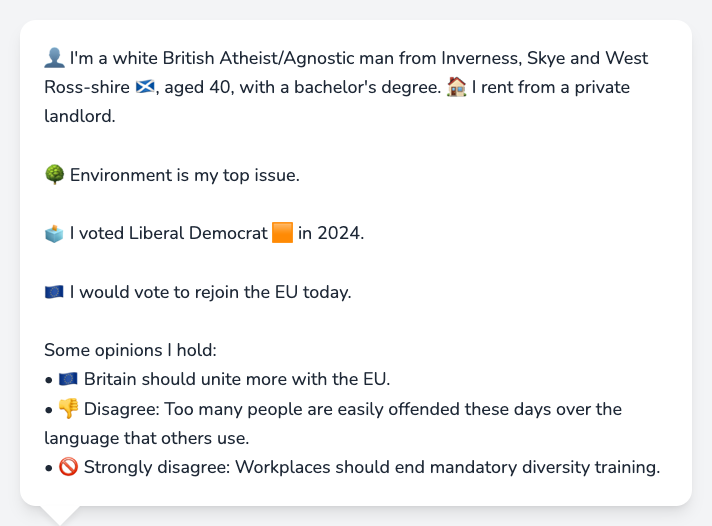 👤 I'm a white British Atheist/Agnostic man from Inverness, Skye and West
Ross-shire 🏴󠁧󠁢󠁳󠁣󠁴󠁿, aged 40, with a bachelor's degree. 🏠 I rent from a private
landlord.
🌳 Environment is my top issue.
🗳️ I voted Liberal Democrat 🟧 in 2024.
🇪🇺 I would vote to rejoin the EU today.
Some opinions I hold:
• 🇪🇺 Britain should unite more with the EU.
• 👎 Disagree: Too many people are easily offended these days over the
language that others use.
• 🚫 Strongly disagree: Workplaces should end mandatory diversity training.